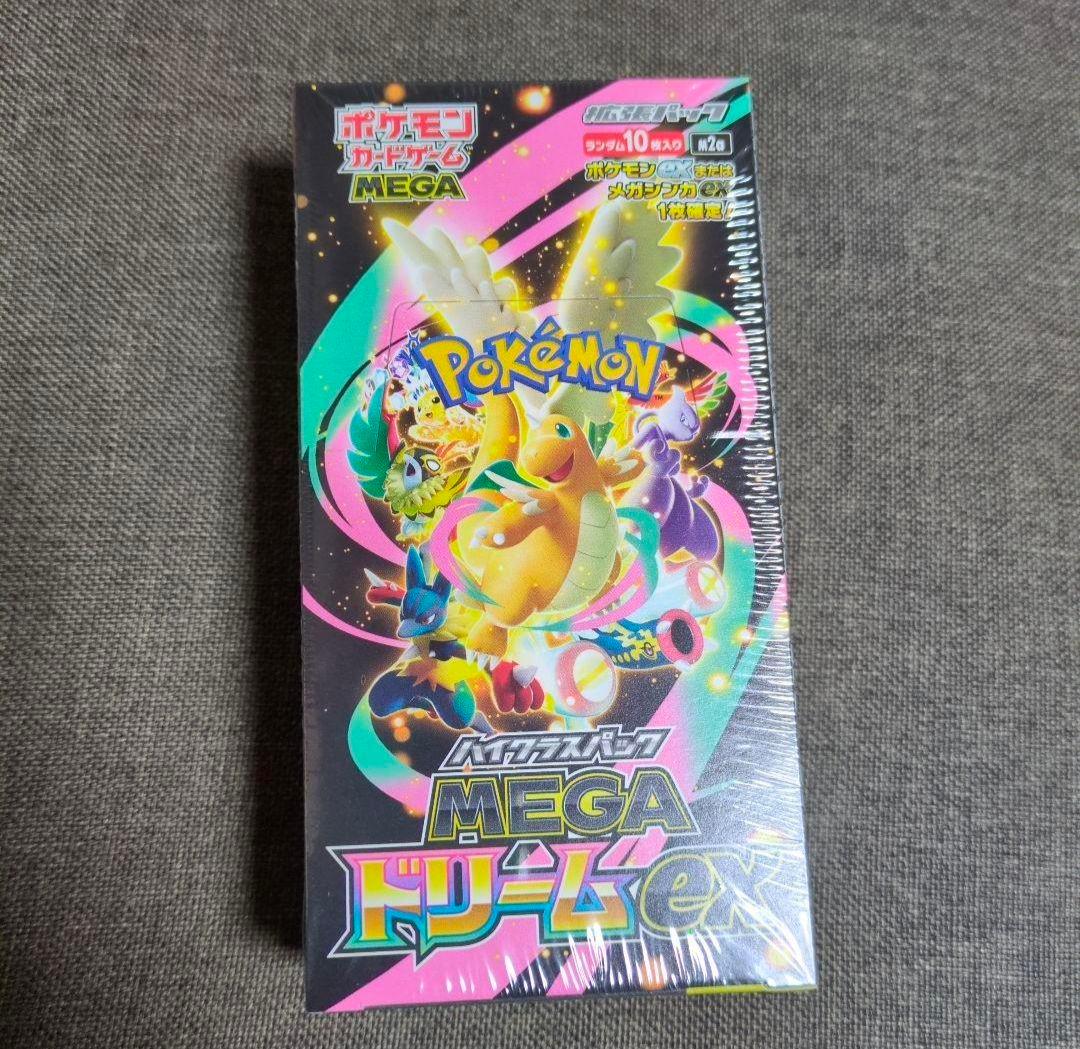 ポケモン
カードゲーム
MEGA
拡張パック
ランダム10枚入り M2a
ポケモンexまたは
メガシンカex
1枚確定!
POKéMON
TM
ハイクラスパック
MEGA
ドリームex